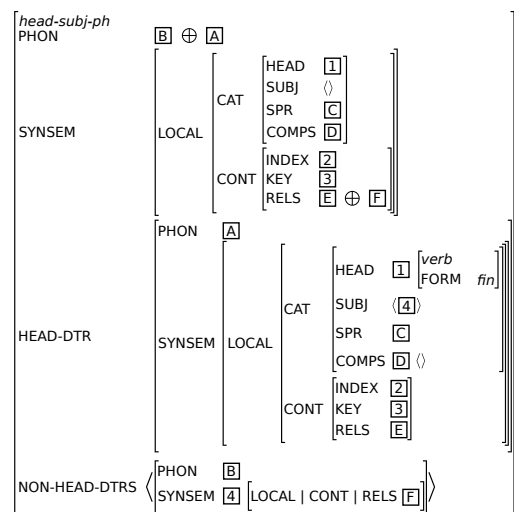 head-subj-ph
PHON B ⊕ A
HEAD 1
SUBJ ⟨⟩
CAT
SPR C
COMPS D
SYNSEM LOCAL
INDEX 2
CONT KEY 3
RELS E ⊕ F
PHON A
verb
HEAD 1
FORM fin
SUBJ ⟨4⟩
CAT
SPR C
HEAD-DTR SYNSEM LOCAL
COMPS D ⟨⟩
INDEX 2
CONT KEY 3
RELS E
PHON B
NON-HEAD-DTRS ⟨ ⟩
SYNSEM 4 [LOCAL | CONT | RELS F]